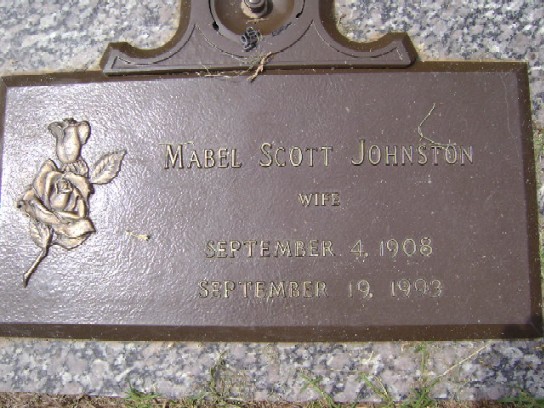 MABEL SCOTT JOHNSTON
WIFE
SEPTEMBER 4, 1908
SEPTEMBER 19, 1993